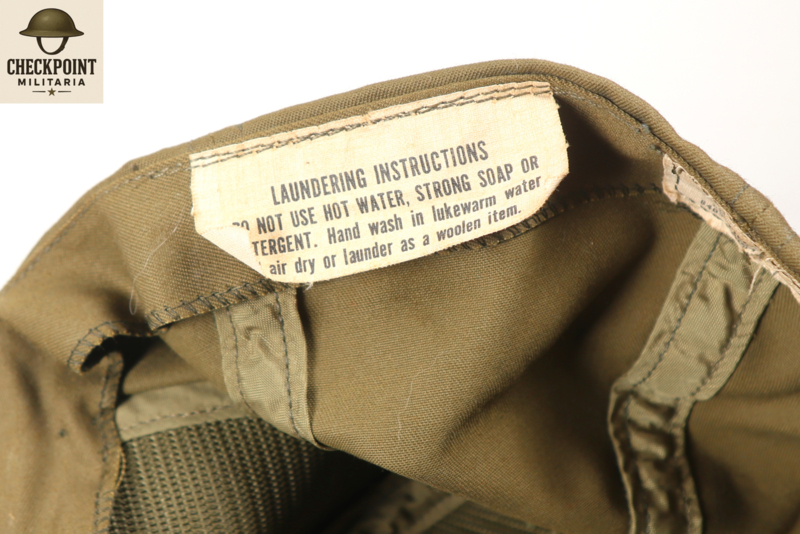 CHECKPOINT
MILITARIA
LAUNDERING INSTRUCTIONS
NOT USE HOT WATER, STRONG SOAP OR
TERGENT. Hand wash in lukewarm water
air dry or launder as a woolen item.